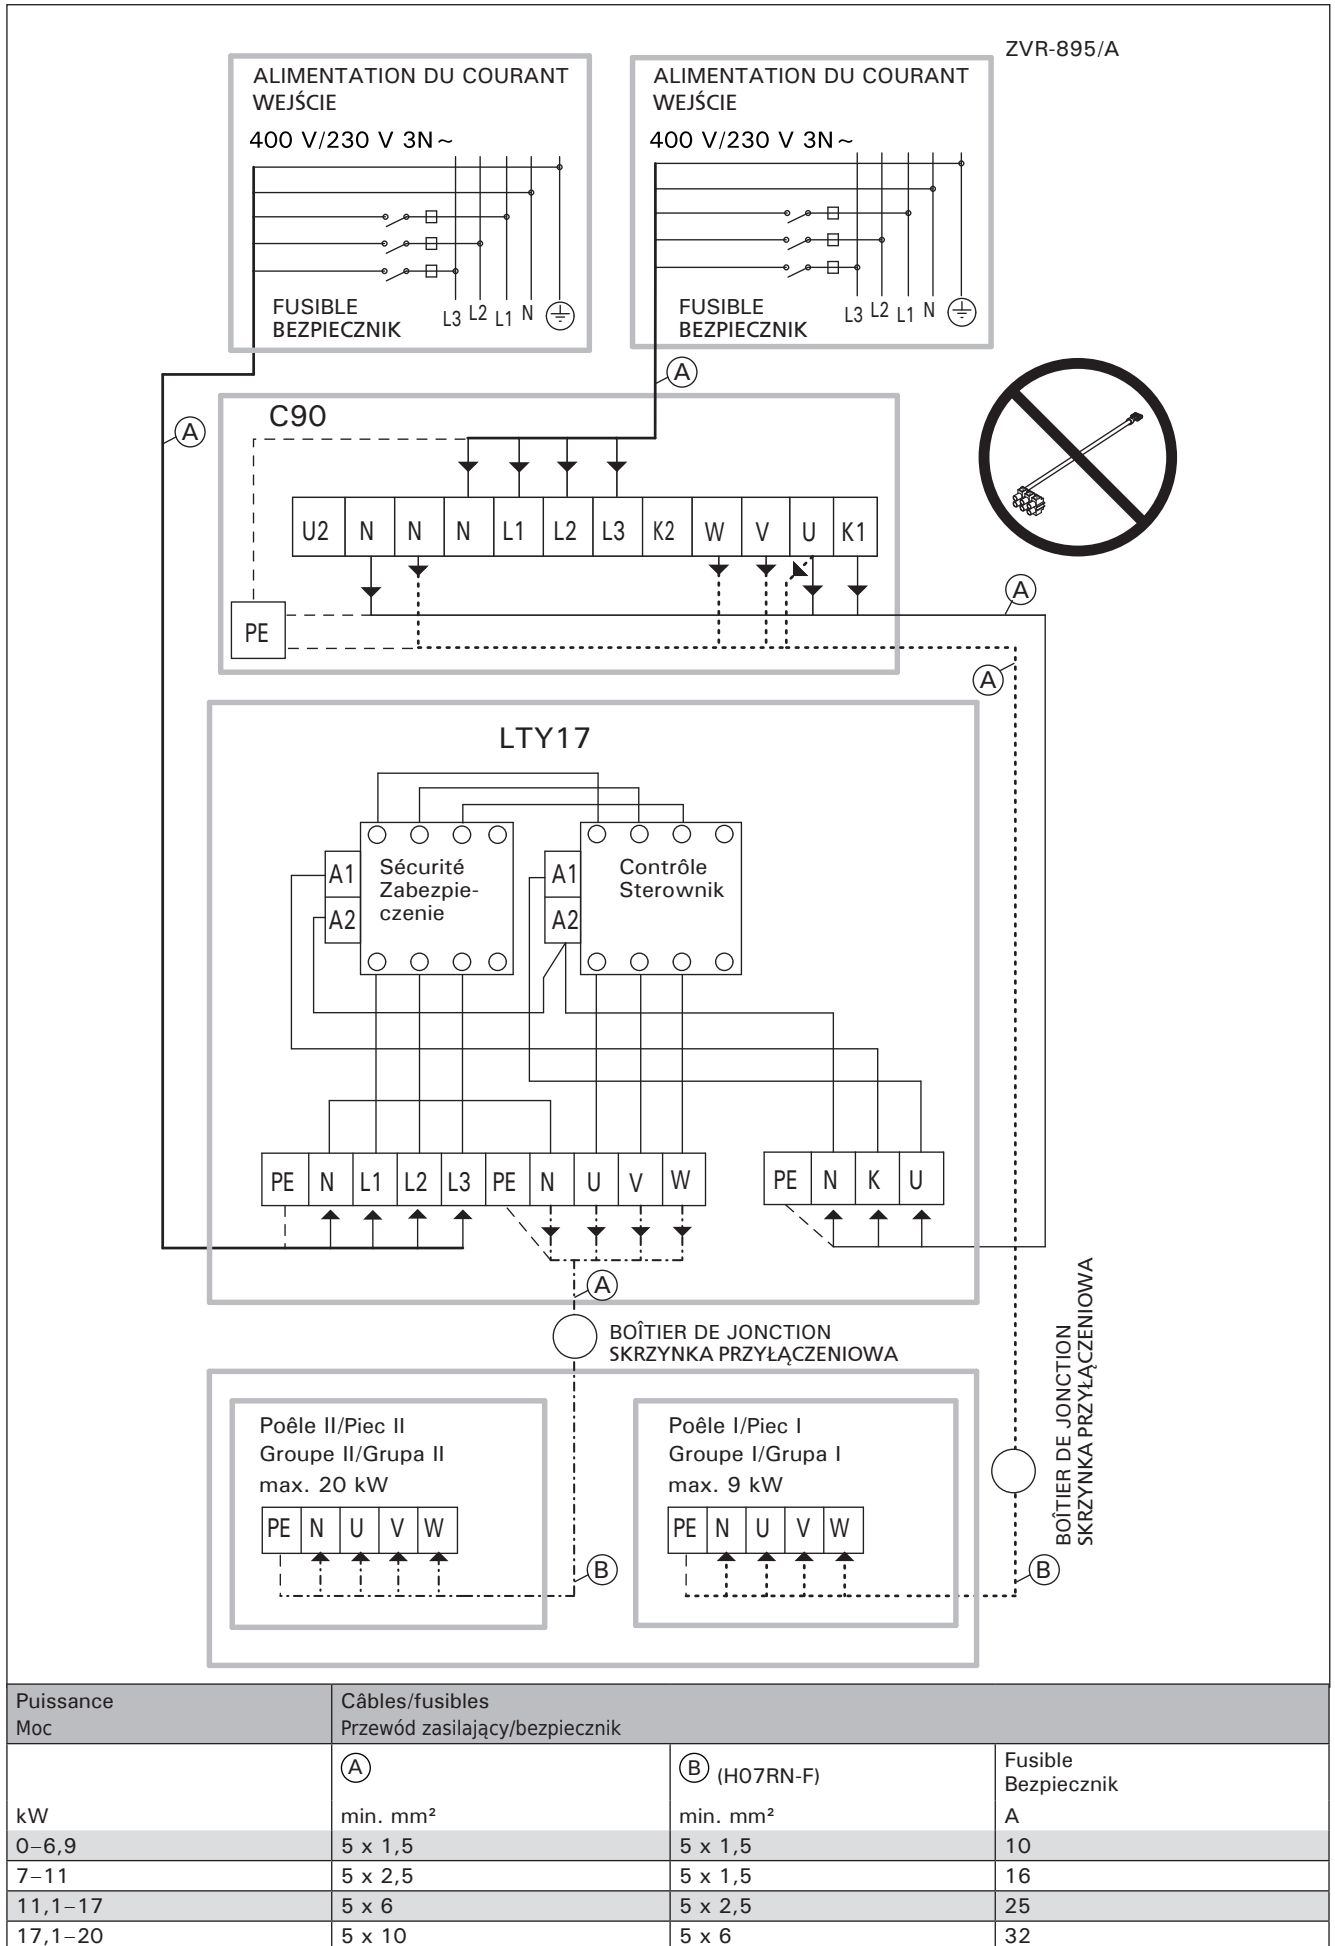 ZVR-895/A
ALIMENTATION DU COURANT
WEJŚCIE
400 V/230 V 3N~
FUSIBLE
BEZPIECZNIK
L3 L2 L1 N
ALIMENTATION DU COURANT
WEJŚCIE
400 V/230 V 3N~
FUSIBLE
BEZPIECZNIK
L3 L2 L1 N
A
A
C90
U2 N N N L1 L2 L3 K2 W V U K1
PE
A
A
LTY17
A1
A2
Sécurité
Zabezpie-
czenie
A1
A2
Contrôle
Sterownik
PE N L1 L2 L3 PE N U V W
PE N K U
A
BOÎTIER DE JONCTION
SKRZYNKA PRZYŁĄCZENIOWA
BOÎTIER DE JONCTION
SKRZYNKA PRZYŁĄCZENIOWA
Poêle II/Piec II
Groupe II/Grupa II
max. 20 kW
PE N U V W
B
Poêle I/Piec I
Groupe I/Grupa I
max. 9 kW
PE N U V W
B
Puissance
Moc
Câbles/fusibles
Przewód zasilający/bezpiecznik
A
B (H07RN-F)
Fusible
Bezpiecznik
kW min. mm² min. mm² A
0–6,9 5 x 1,5 5 x 1,5 10
7–11 5 x 2,5 5 x 1,5 16
11,1–17 5 x 6 5 x 2,5 25
17,1–20 5 x 10 5 x 6 32